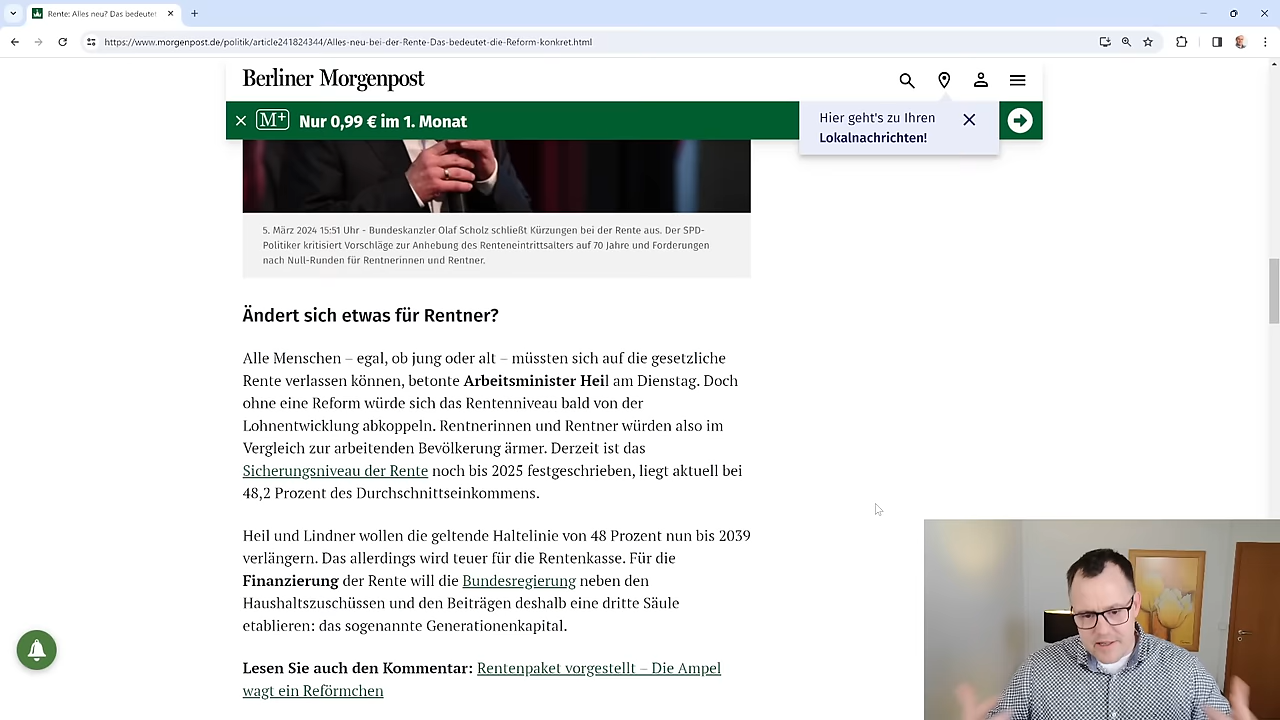 Rente: Alles neu? Das bedeutet
https://www.morgenpost.de/politik/article241824344/Alles-neu-bei-der-Rente-Das-bedeutet-die-Reform-konkret.html
Berliner Morgenpost
M+ Nur 0,99 € im 1. Monat
Hier geht's zu Ihren
Lokalnachrichten!
5. März 2024 15:51 Uhr - Bundeskanzler Olaf Scholz schließt Kürzungen bei der Rente aus. Der SPD-
Politiker kritisiert Vorschläge zur Anhebung des Renteneintrittsalters auf 70 Jahre und Forderungen
nach Null-Runden für Rentnerinnen und Rentner.
Ändert sich etwas für Rentner?
Alle Menschen – egal, ob jung oder alt – müssten sich auf die gesetzliche
Rente verlassen können, betonte Arbeitsminister Heil am Dienstag. Doch
ohne eine Reform würde sich das Rentenniveau bald von der
Lohnentwicklung abkoppeln. Rentnerinnen und Rentner würden also im
Vergleich zur arbeitenden Bevölkerung ärmer. Derzeit ist das
Sicherungsniveau der Rente noch bis 2025 festgeschrieben, liegt aktuell bei
48,2 Prozent des Durchschnittseinkommens.
Heil und Lindner wollen die geltende Haltelinie von 48 Prozent nun bis 2039
verlängern. Das allerdings wird teuer für die Rentenkasse. Für die
Finanzierung der Rente will die Bundesregierung neben den
Haushaltszuschüssen und den Beiträgen deshalb eine dritte Säule
etablieren: das sogenannte Generationenkapital.
Lesen Sie auch den Kommentar: Rentenpaket vorgestellt – Die Ampel
wagt ein Reförmchen